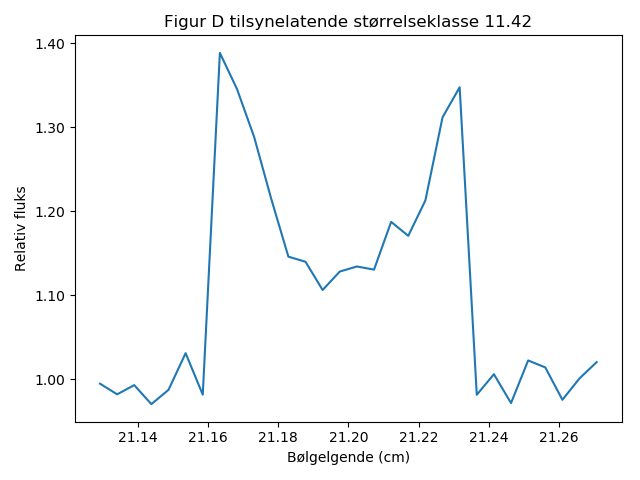 Figur D tilsynelatende størrelseklasse 11.42
1.40
1.30
1.20
1.10
1.00
Relativ fluks
21.14 21.16 21.18 21.20 21.22 21.24 21.26
Bølgelgende (cm)